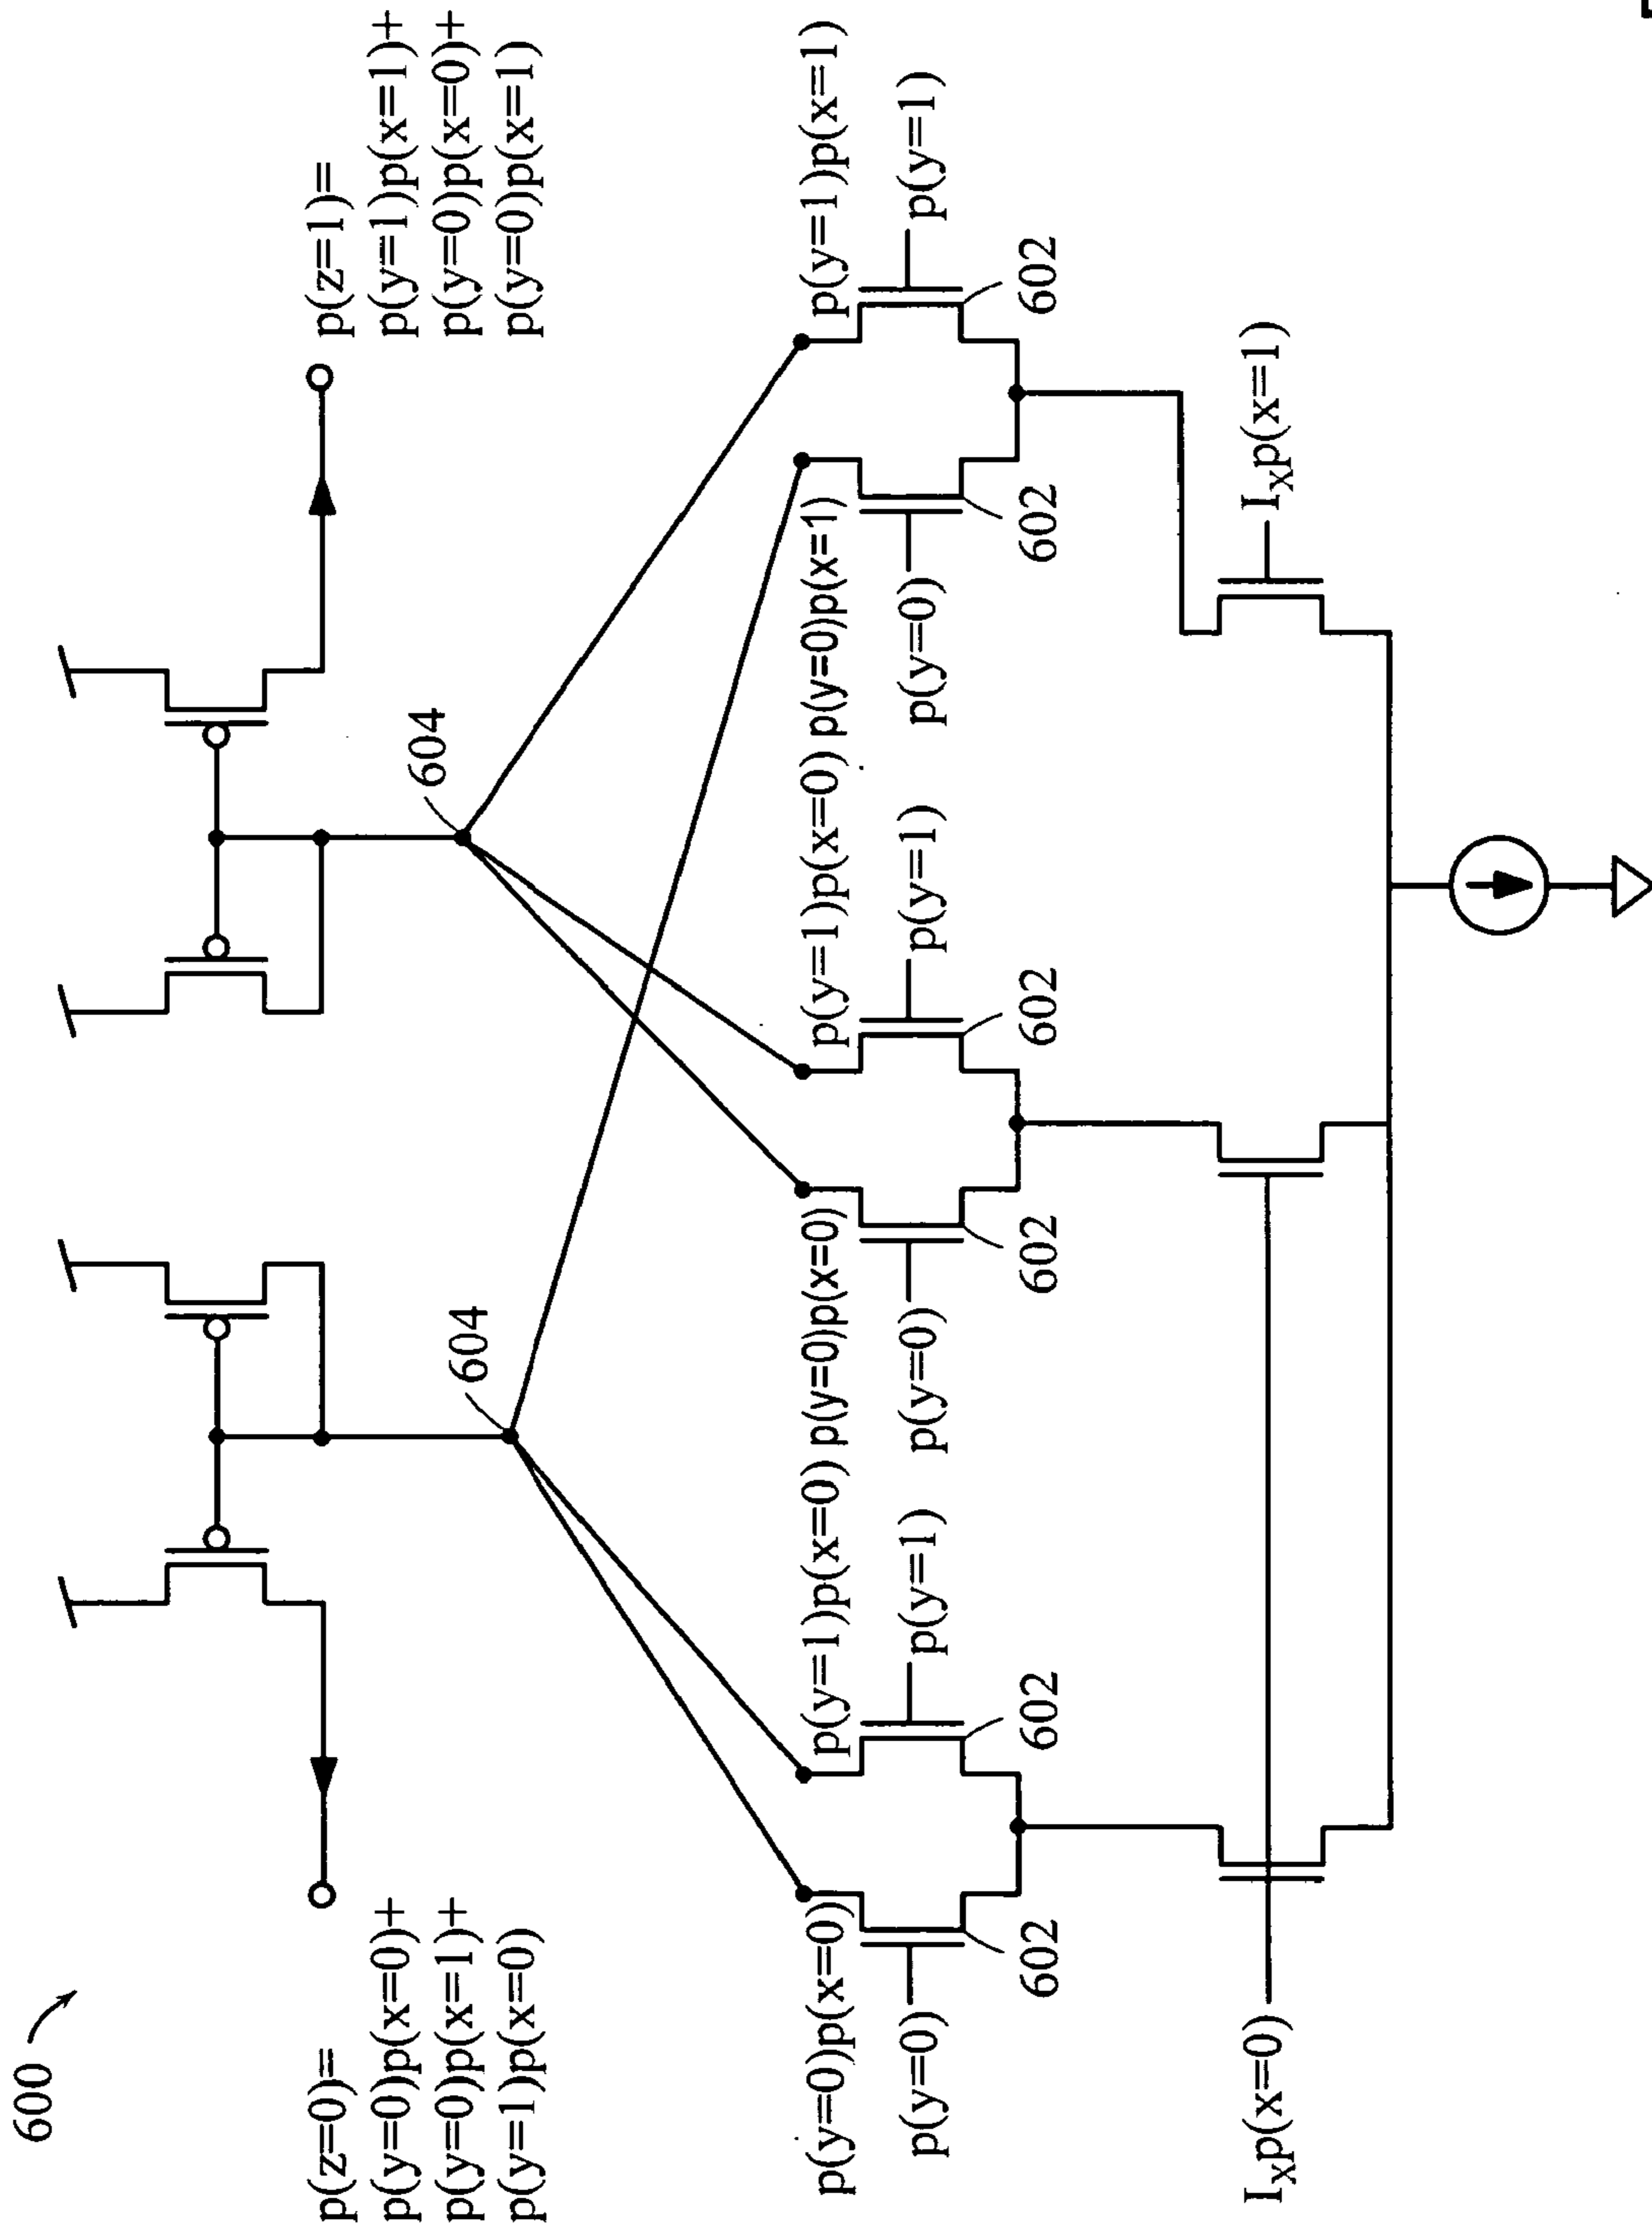 600
p(z=0)=
p(y=0)p(x=0)+
p(y=0)p(x=1)+
p(y=1)p(x=0)
p(z=1)=
p(y=1)p(x=1)+
p(y=0)p(x=0)+
p(y=0)p(x=1)
604
604
p(y=0)p(x=0)
p(y=1)p(x=0)
p(y=0)p(x=0)
p(y=1)p(x=0)
p(y=0)p(x=1)
p(y=1)p(x=1)
p(y=0)
p(y=1)
p(y=0)
p(y=1)
p(y=0)
p(y=1)
602
602
602
602
602
602
IXp(x=0)
IXp(x=1)